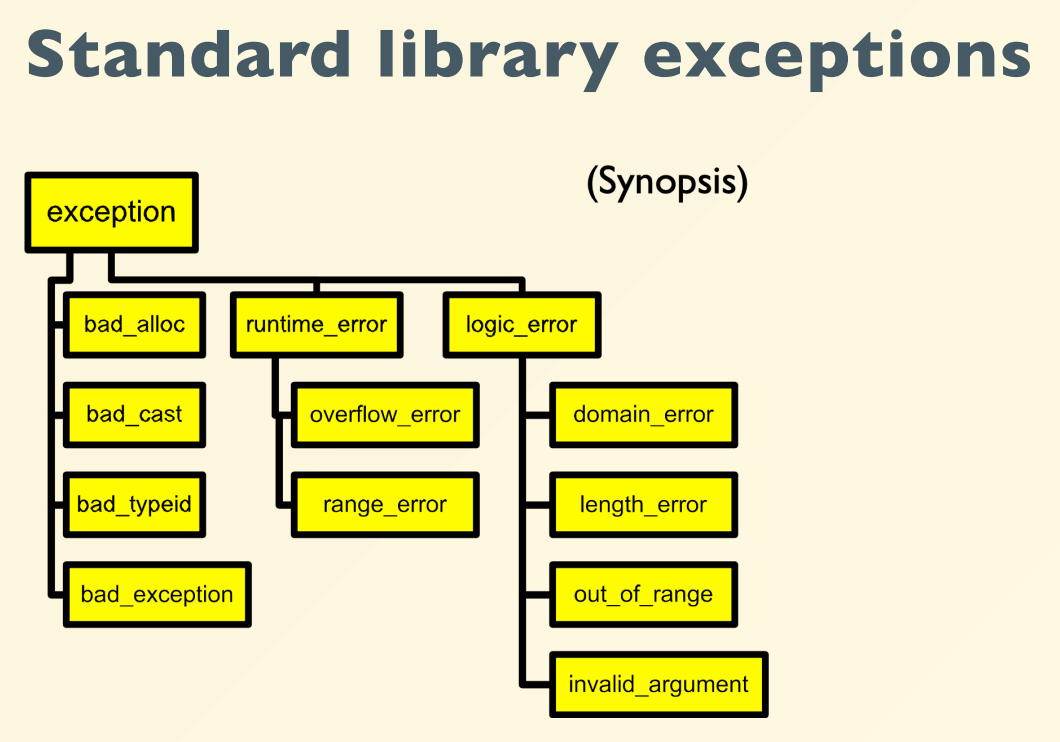 Standard library exceptions
(Synopsis)
exception
bad_alloc
runtime_error
logic_error
bad_cast
overflow_error
domain_error
bad_typeid
range_error
length_error
bad_exception
out_of_range
invalid_argument